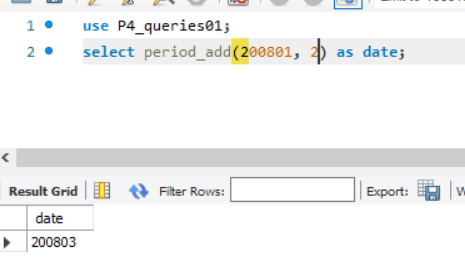 1 use P4_queries01;
2 select period_add(200801, 2) as date;
Result Grid Filter Rows: Export:
date
200803